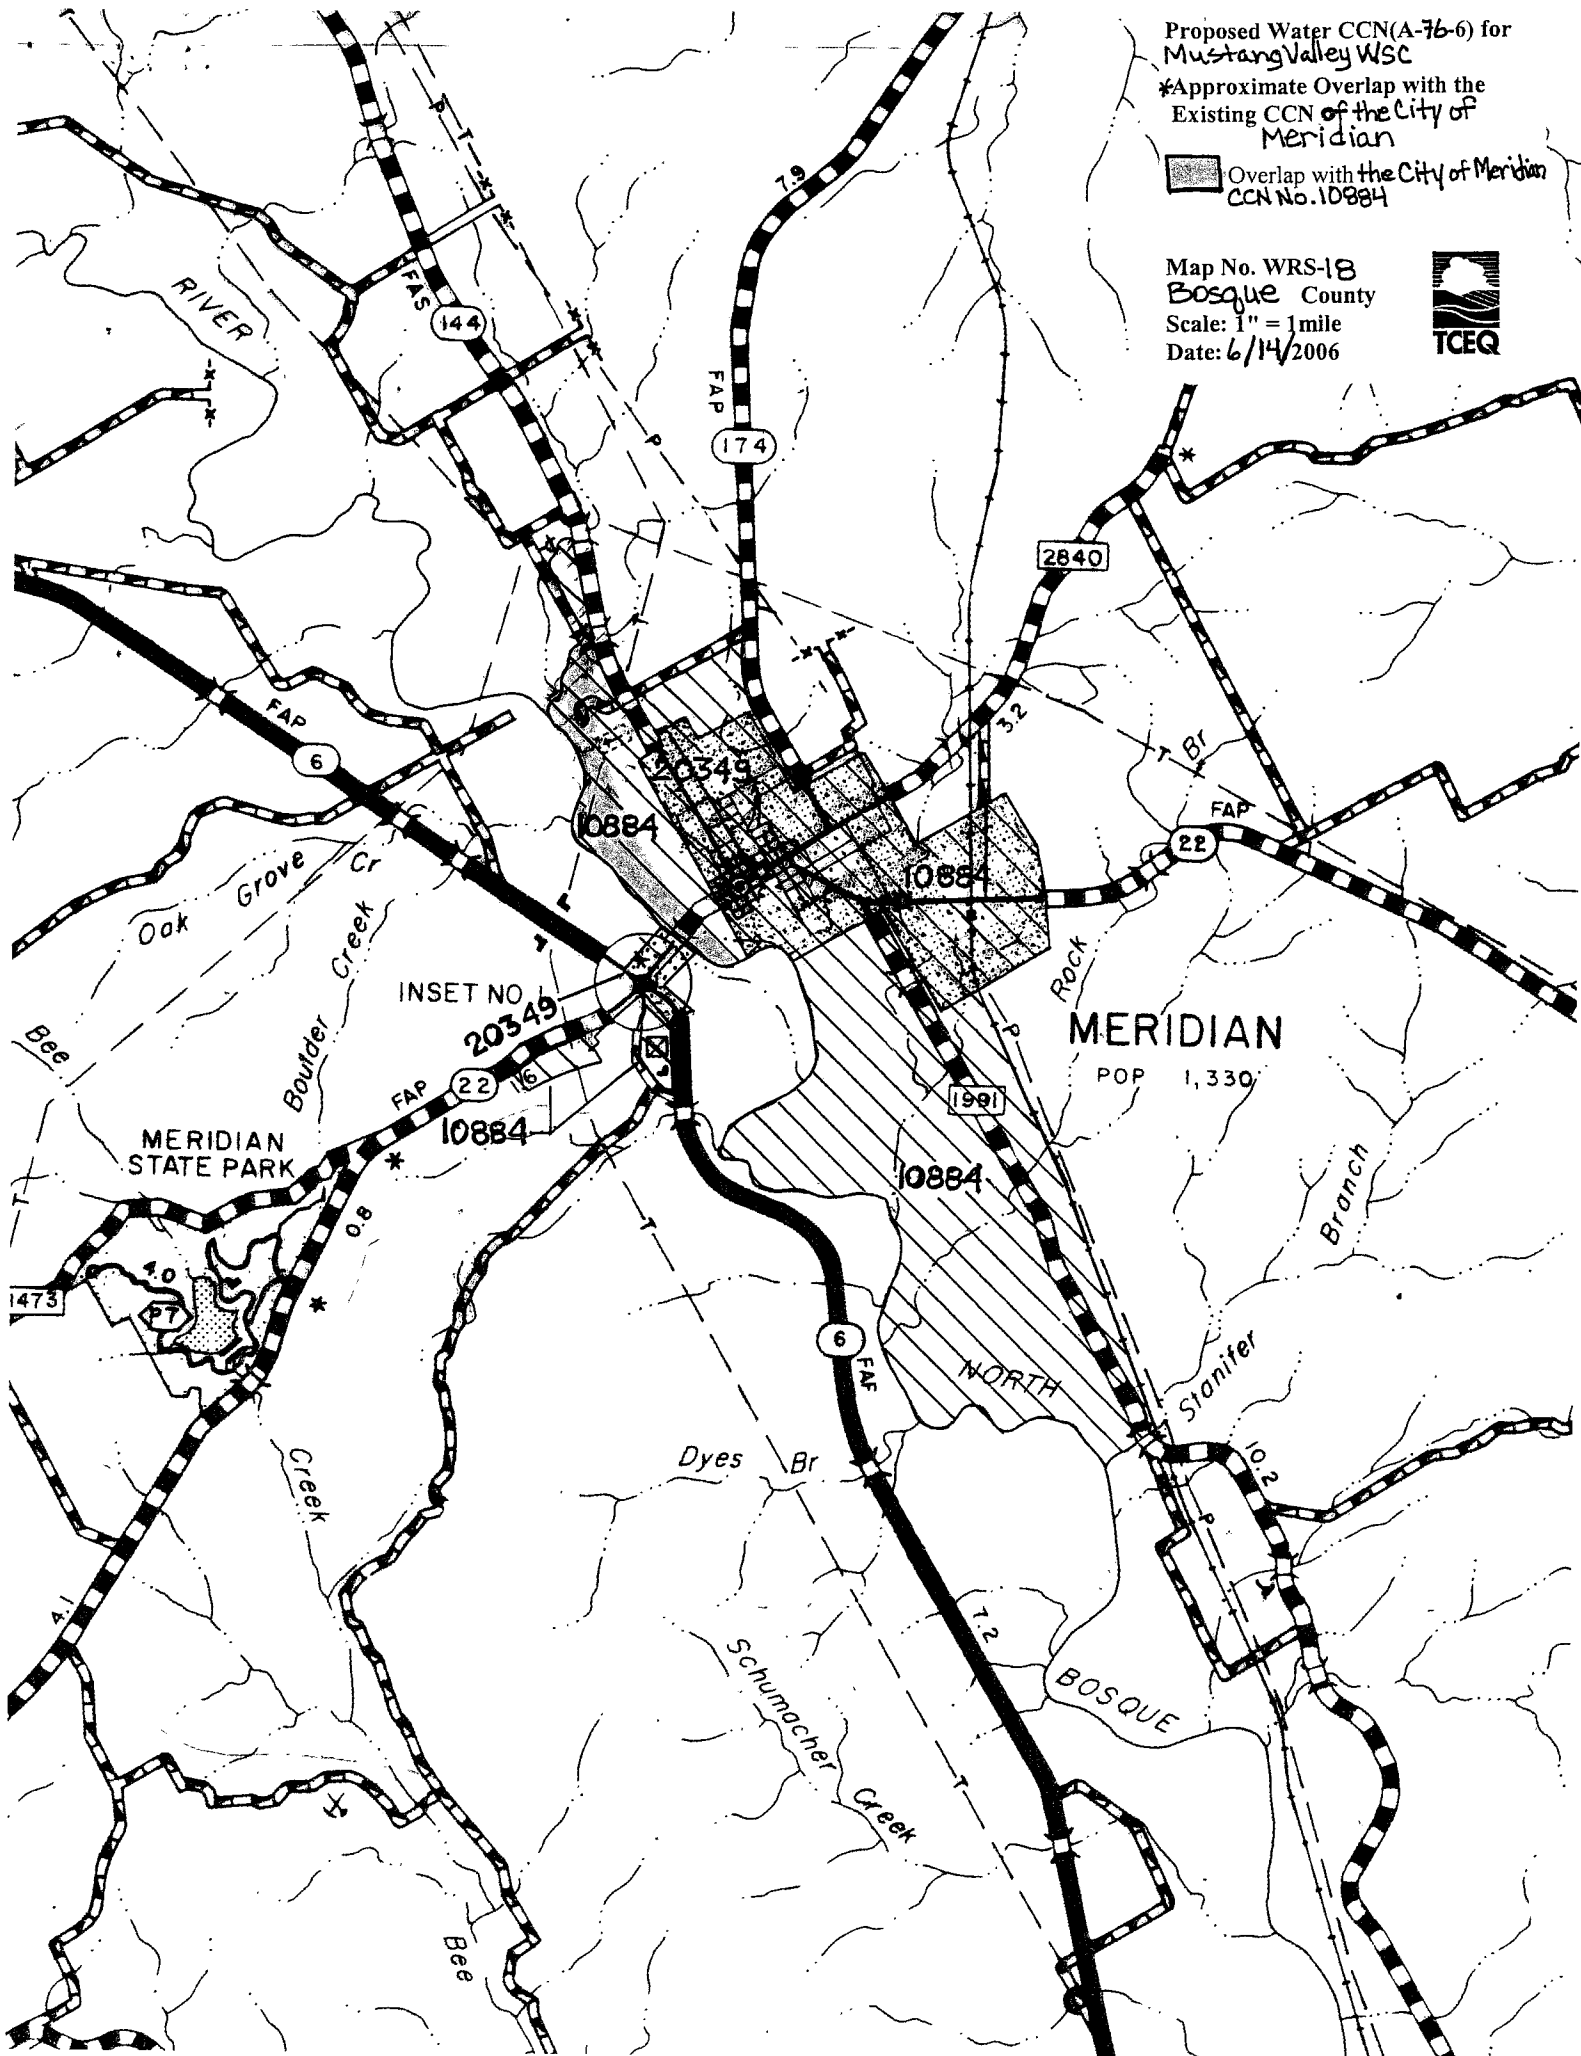 Proposed Water CCN(A-76-6) for
Mustang Valley WSC
*Approximate Overlap with the
Existing CCN of the City of
Meridian
Overlap with the City of Meridian
CCN No. 10884
Map No. WRS-18
Bosque County
Scale: 1" = 1mile
Date: 6/14/2006
TCEQ
P
T
7.9
RIVER
FAS
144
FAP
174
P
2840
FAP
6
3.2
T
Br
20349
10884
FAP
22
10884
Oak Grove Cr
Boulder Creek
INSET NO. 1
20349
Rock
P
MERIDIAN
POP 1,330
Bee
FAP
22
1.6
10884
1991
MERIDIAN
STATE PARK
10884
Branch
T
0.8
T
4.0
1473
P7
6
FAP
NORTH
Stanifer
10.2
Creek
Dyes Br
P
4.1
7.2
Schumacher Creek
BOSQUE
T
Bee